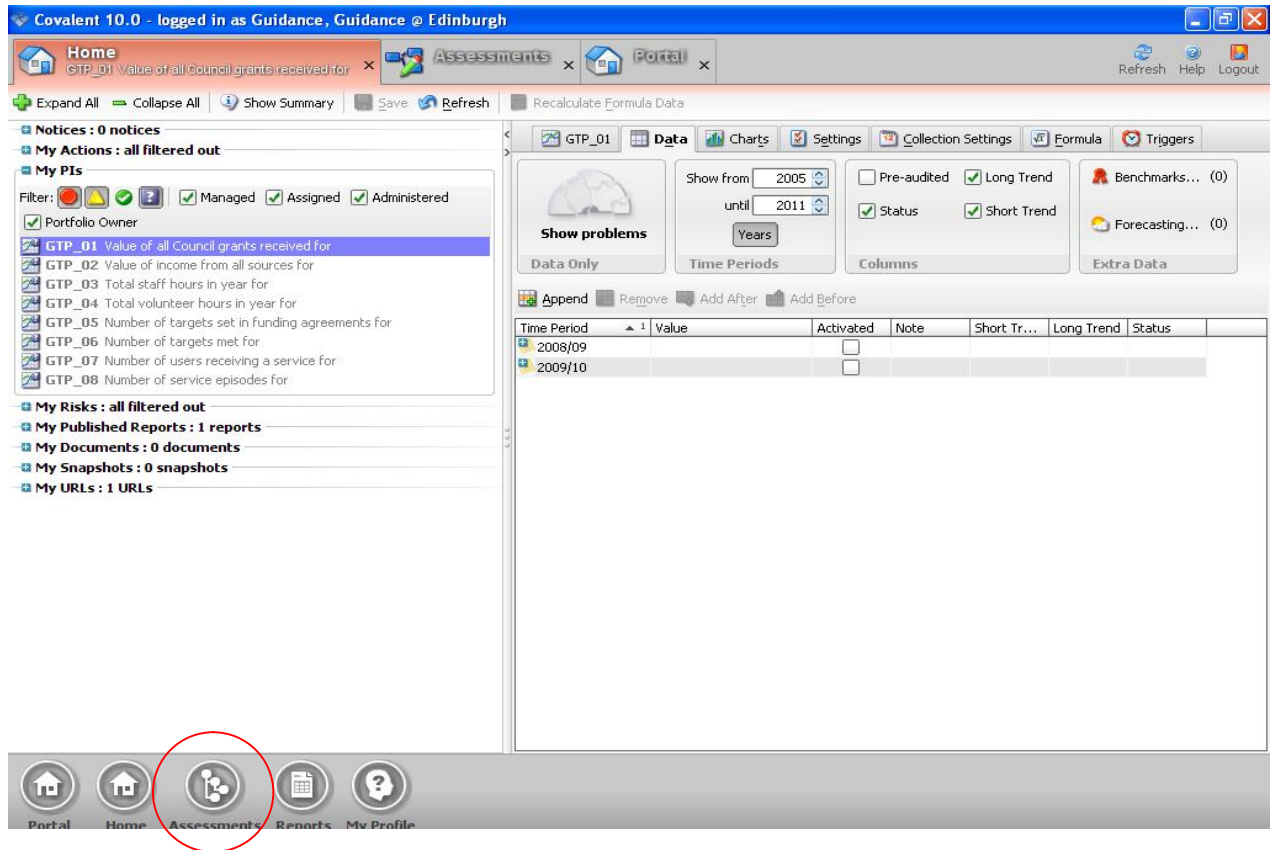 Covalent 10.0 - logged in as Guidance, Guidance @ Edinburgh
Home
GTP_01 Value of all Council grants received for
Assessments
Portal
Refresh Help Logout
Expand All Collapse All Show Summary Save Refresh Recalculate Formula Data
Notices : 0 notices
My Actions : all filtered out
My PIs
Filter: Managed Assigned Administered
Portfolio Owner
GTP_01 Value of all Council grants received for
GTP_02 Value of income from all sources for
GTP_03 Total staff hours in year for
GTP_04 Total volunteer hours in year for
GTP_05 Number of targets set in funding agreements for
GTP_06 Number of targets met for
GTP_07 Number of users receiving a service for
GTP_08 Number of service episodes for
My Risks : all filtered out
My Published Reports : 1 reports
My Documents : 0 documents
My Snapshots : 0 snapshots
My URLs : 1 URLs
GTP_01 Data Charts Settings Collection Settings Formula Triggers
Show problems
Data Only
Show from 2005
until 2011
Years
Time Periods
Pre-audited Long Trend
Status Short Trend
Columns
Benchmarks... (0)
Forecasting... (0)
Extra Data
Append Remove Add After Add Before
Time Period 1 Value Activated Note Short Tr... Long Trend Status
2008/09
2009/10
Portal Home Assessments Reports My Profile